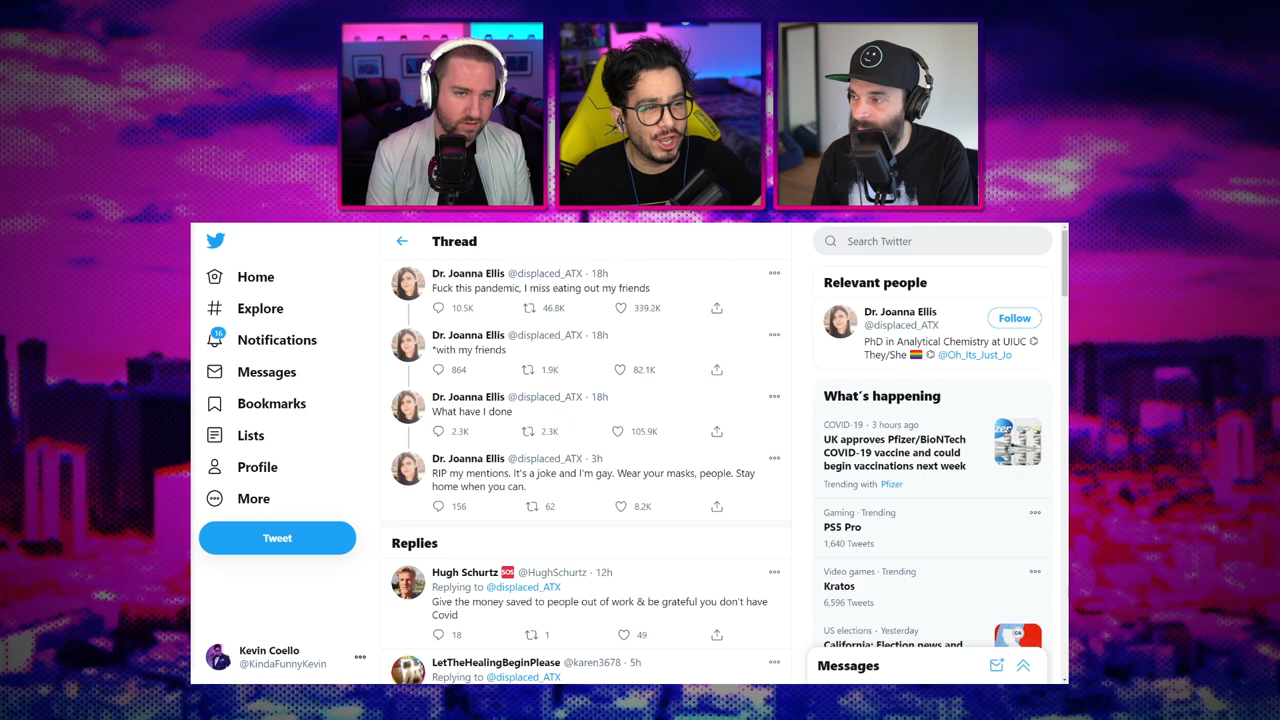 Home
Explore
16
Notifications
Messages
Bookmarks
Lists
Profile
More
Tweet
Kevin Coello
@KindaFunnyKevin
Thread
Dr. Joanna Ellis @displaced_ATX · 18h
Fuck this pandemic, I miss eating out my friends
10.5K 46.8K 339.2K
Dr. Joanna Ellis @displaced_ATX · 18h
*with my friends
864 1.9K 82.1K
Dr. Joanna Ellis @displaced_ATX · 18h
What have I done
2.3K 2.3K 105.9K
Dr. Joanna Ellis @displaced_ATX · 3h
RIP my mentions. It's a joke and I'm gay. Wear your masks, people. Stay
home when you can.
156 62 8.2K
Replies
Hugh Schurtz SOS @HughSchurtz · 12h
Replying to @displaced_ATX
Give the money saved to people out of work & be grateful you don't have
Covid
18 1 49
LetTheHealingBeginPlease @karen3678 · 5h
Replying to @displaced_ATX
Search Twitter
Relevant people
Dr. Joanna Ellis
@displaced_ATX
Follow
PhD in Analytical Chemistry at UIUC
They/She @Oh_Its_Just_Jo
What's happening
COVID-19 · 3 hours ago
UK approves Pfizer/BioNTech
COVID-19 vaccine and could
begin vaccinations next week
Trending with Pfizer
Gaming · Trending
PS5 Pro
1,640 Tweets
Video games · Trending
Kratos
6,596 Tweets
US elections · Yesterday
California: Election news and
CA
Messages